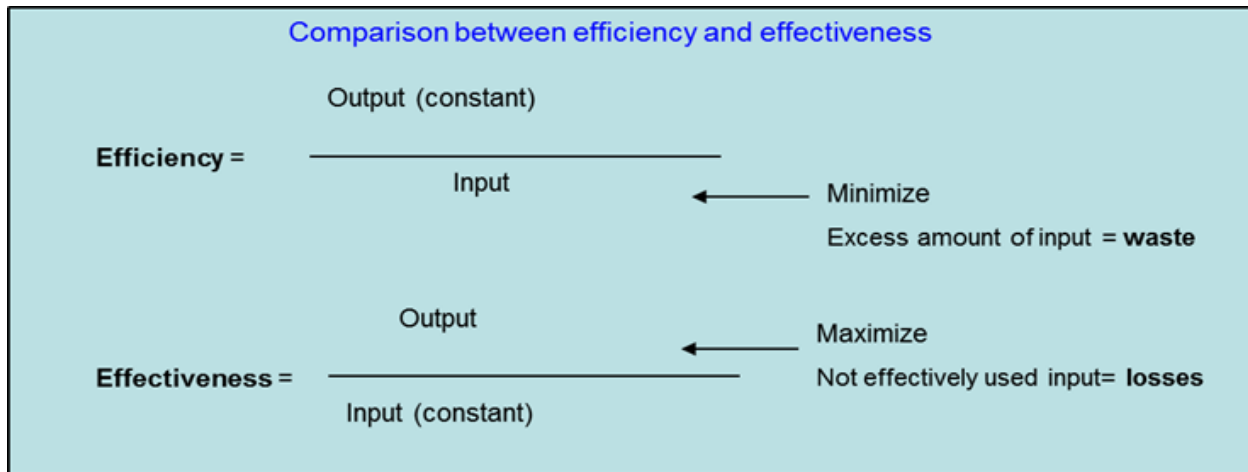 Comparison between efficiency and effectiveness
Output (constant)
Efficiency =
Input
Minimize
Excess amount of input = waste
Output
Maximize
Effectiveness =
Not effectively used input= losses
Input (constant)